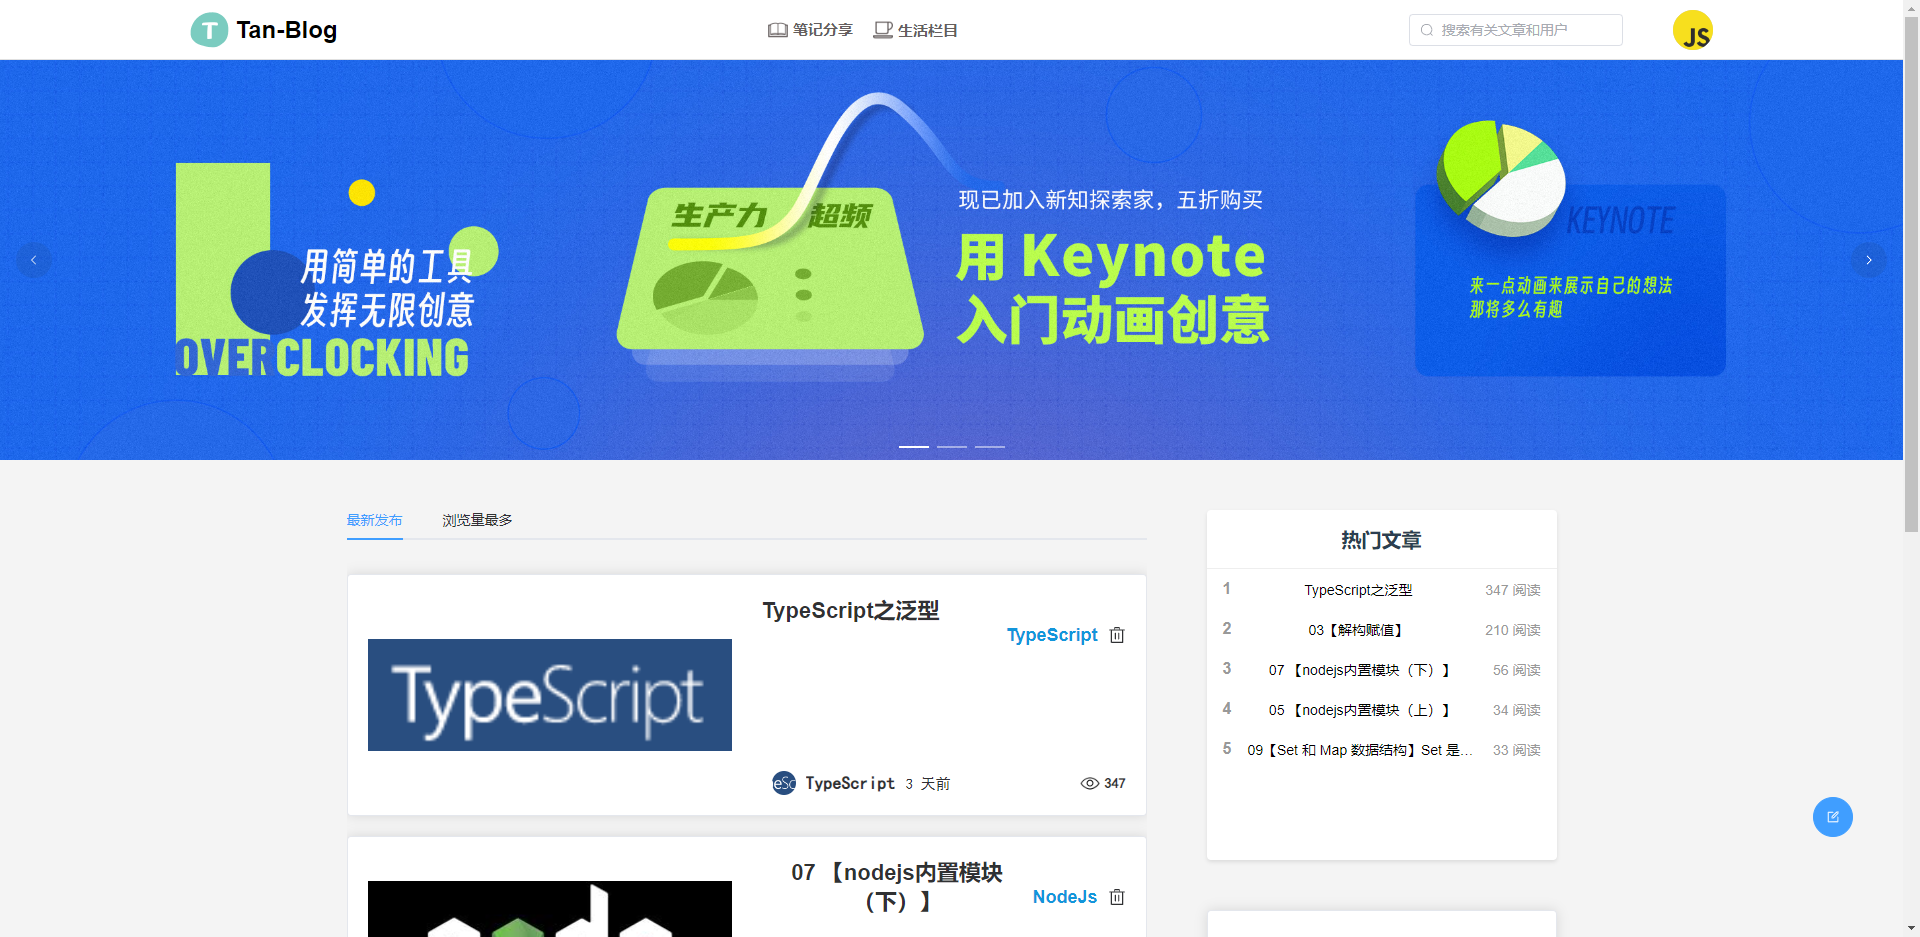 T Tan-Blog
笔记分享
生活栏目
搜索有关文章和用户
JS
用简单的工具
发挥无限创意
OVERCLOCKING
生产力 超频
现已加入新知探索家，五折购买
用 Keynote
入门动画创意
KEYNOTE
来一点动画来展示自己的想法
那将多么有趣
最新发布 浏览量最多
TypeScript之泛型
TypeScript
TypeScript
eSc TypeScript 3 天前 347
07 【nodejs内置模块
（下）】
NodeJs
热门文章
1 TypeScript之泛型 347 阅读
2 03【解构赋值】 210 阅读
3 07 【nodejs内置模块（下）】 56 阅读
4 05 【nodejs内置模块（上）】 34 阅读
5 09【Set 和 Map 数据结构】Set 是... 33 阅读